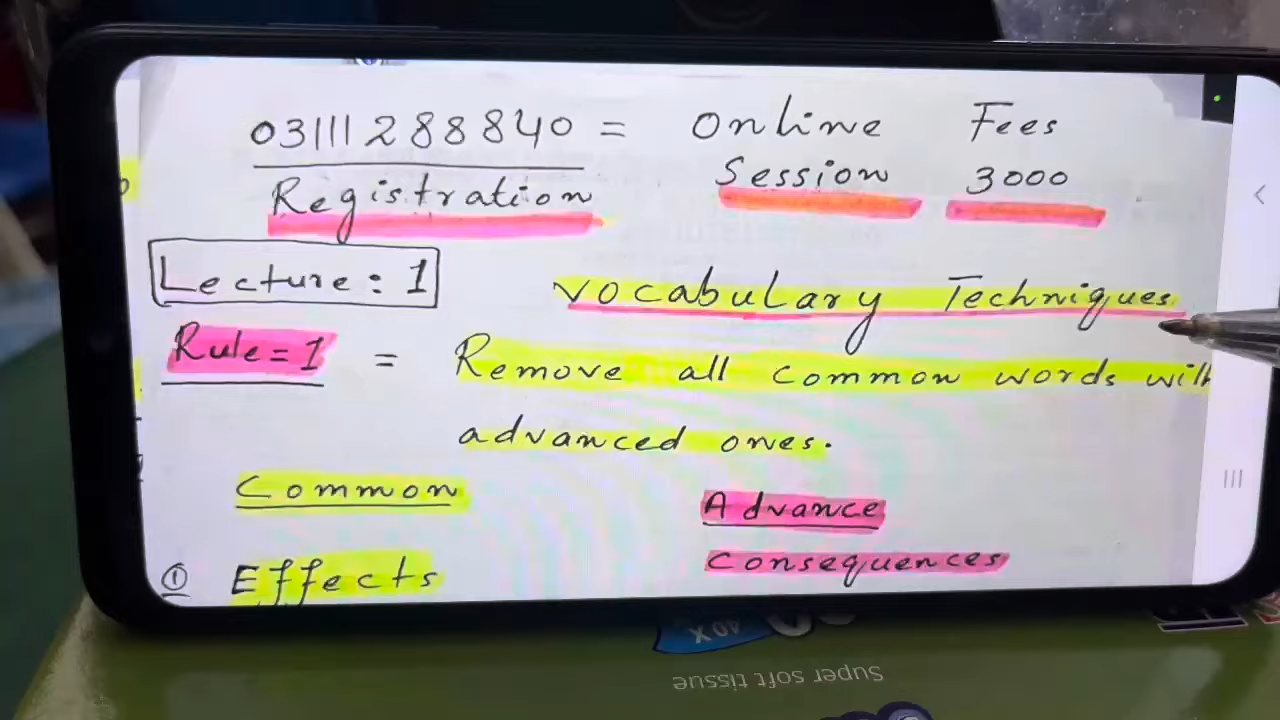 03111288840 = Online Fees
Registration Session 3000
Lecture: 1 Vocabulary Techniques
Rule=1 = Remove all common words with
advanced ones.
Common Advance
① Effects Consequences
40 X
Super soft tissue